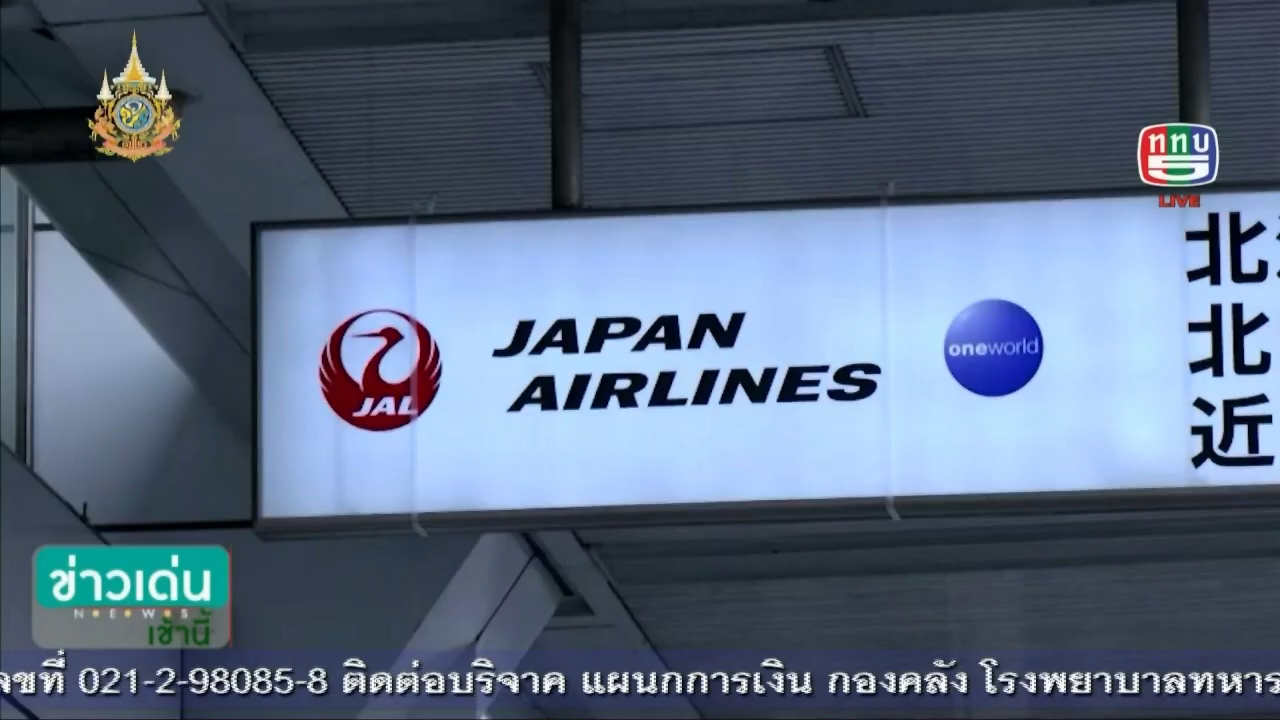 ททบ
5
LIVE
JAL
JAPAN
AIRLINES
oneworld
北
北
近
ข่าวเด่น
NEWS
เช้านี้
ขที่ 021-2-98085-8 ติดต่อบริจาค แผนกการเงิน กองคลัง โรงพยาบาลทหาร